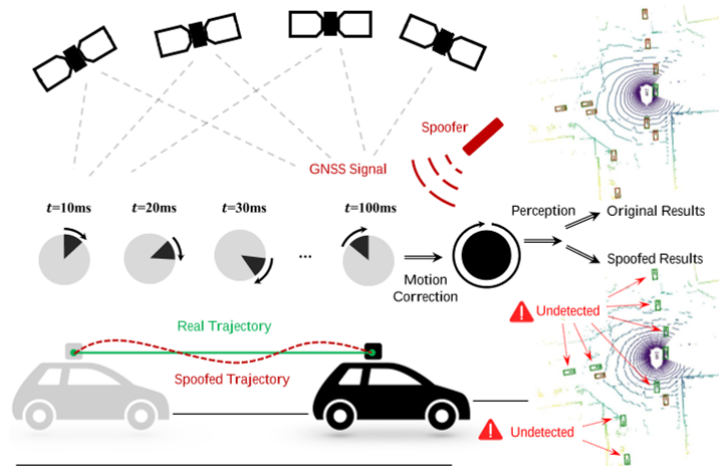 Spoofer
GNSS Signal
t=10ms
t=20ms
t=30ms
t=100ms
...
Motion
Correction
Perception
Original Results
Spoofed Results
Real Trajectory
Spoofed Trajectory
Undetected
Undetected